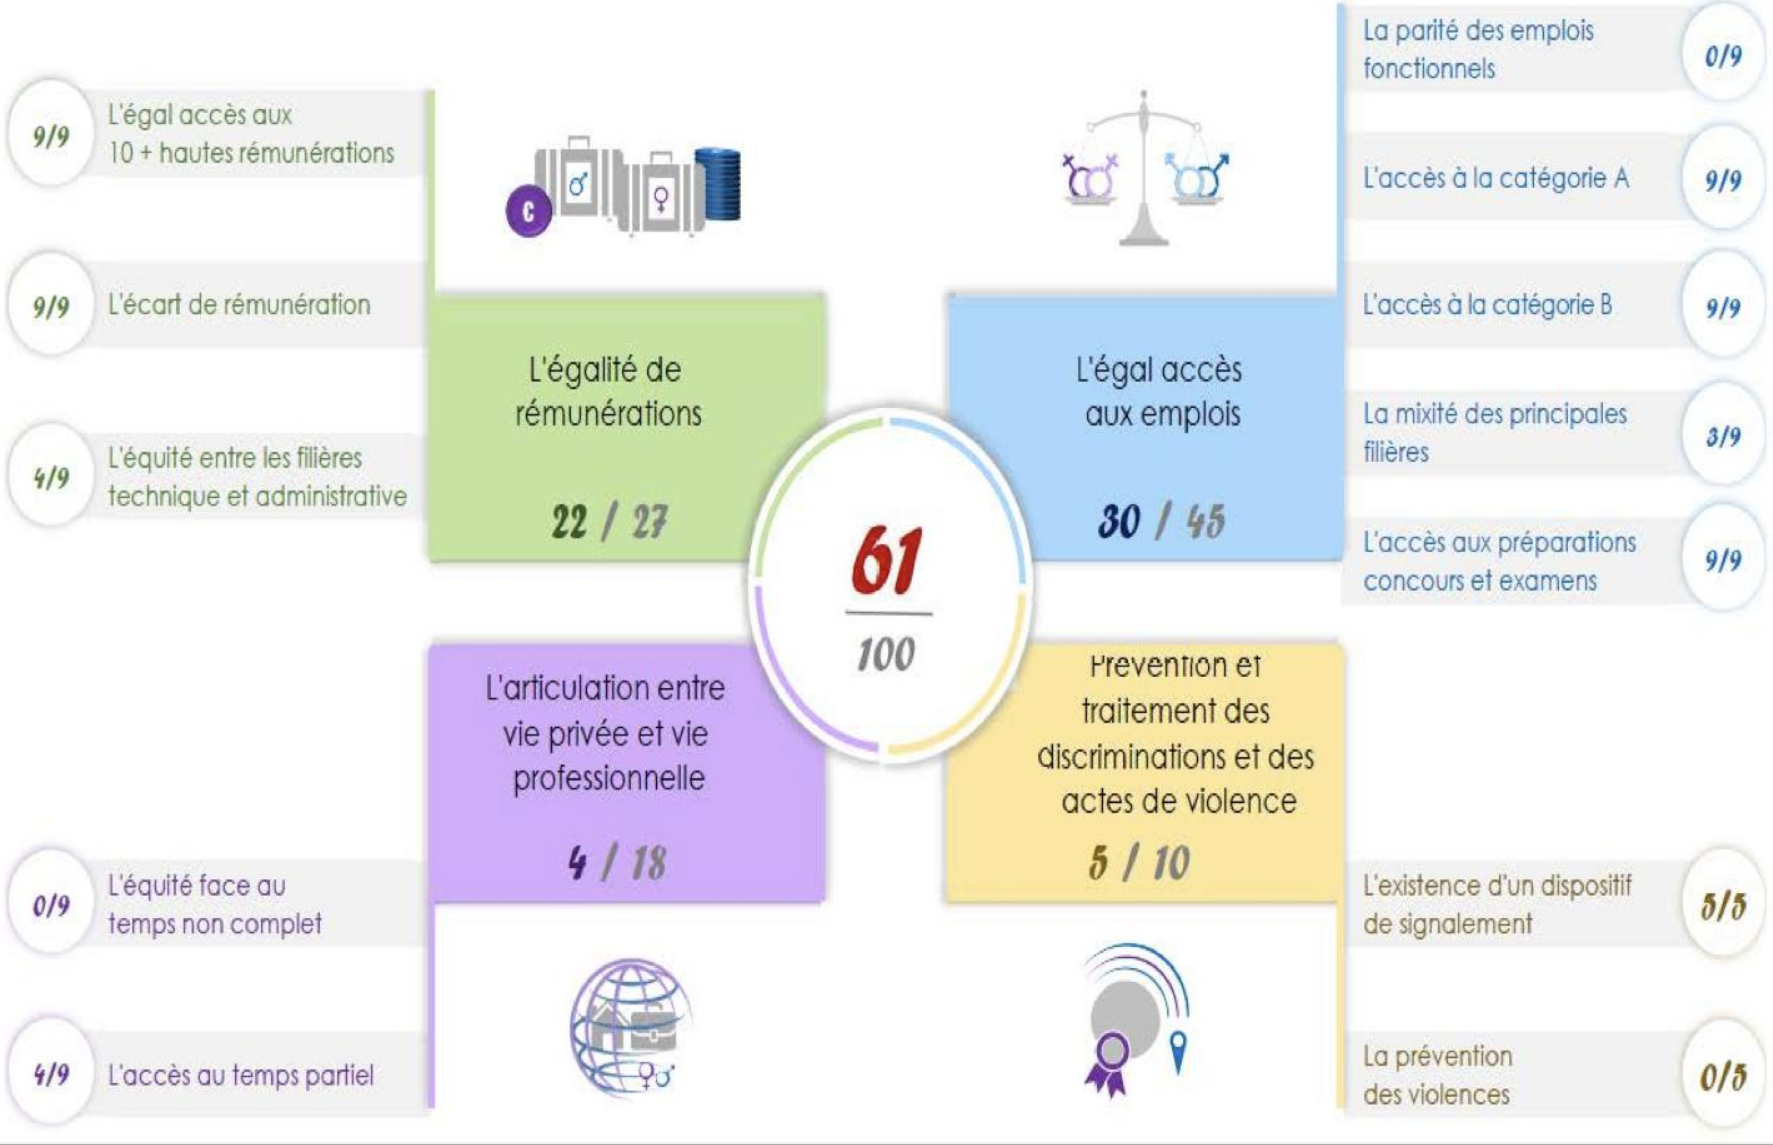 9/9
L'égal accès aux
10 + hautes rémunérations
9/9
L'écart de rémunération
4/9
L'équité entre les filières
technique et administrative
€
L'égalité de
rémunérations
22 / 27
La parité des emplois
fonctionnels
0/9
L'accès à la catégorie A
9/9
L'accès à la catégorie B
9/9
La mixité des principales
filières
3/9
L'accès aux préparations
concours et examens
9/9
L'égal accès
aux emplois
30 / 45
61
100
L'articulation entre
vie privée et vie
professionnelle
4 / 18
0/9
L'équité face au
temps non complet
4/9
L'accès au temps partiel
Prévention et
traitement des
discriminations et des
actes de violence
5 / 10
L'existence d'un dispositif
de signalement
5/5
La prévention
des violences
0/5